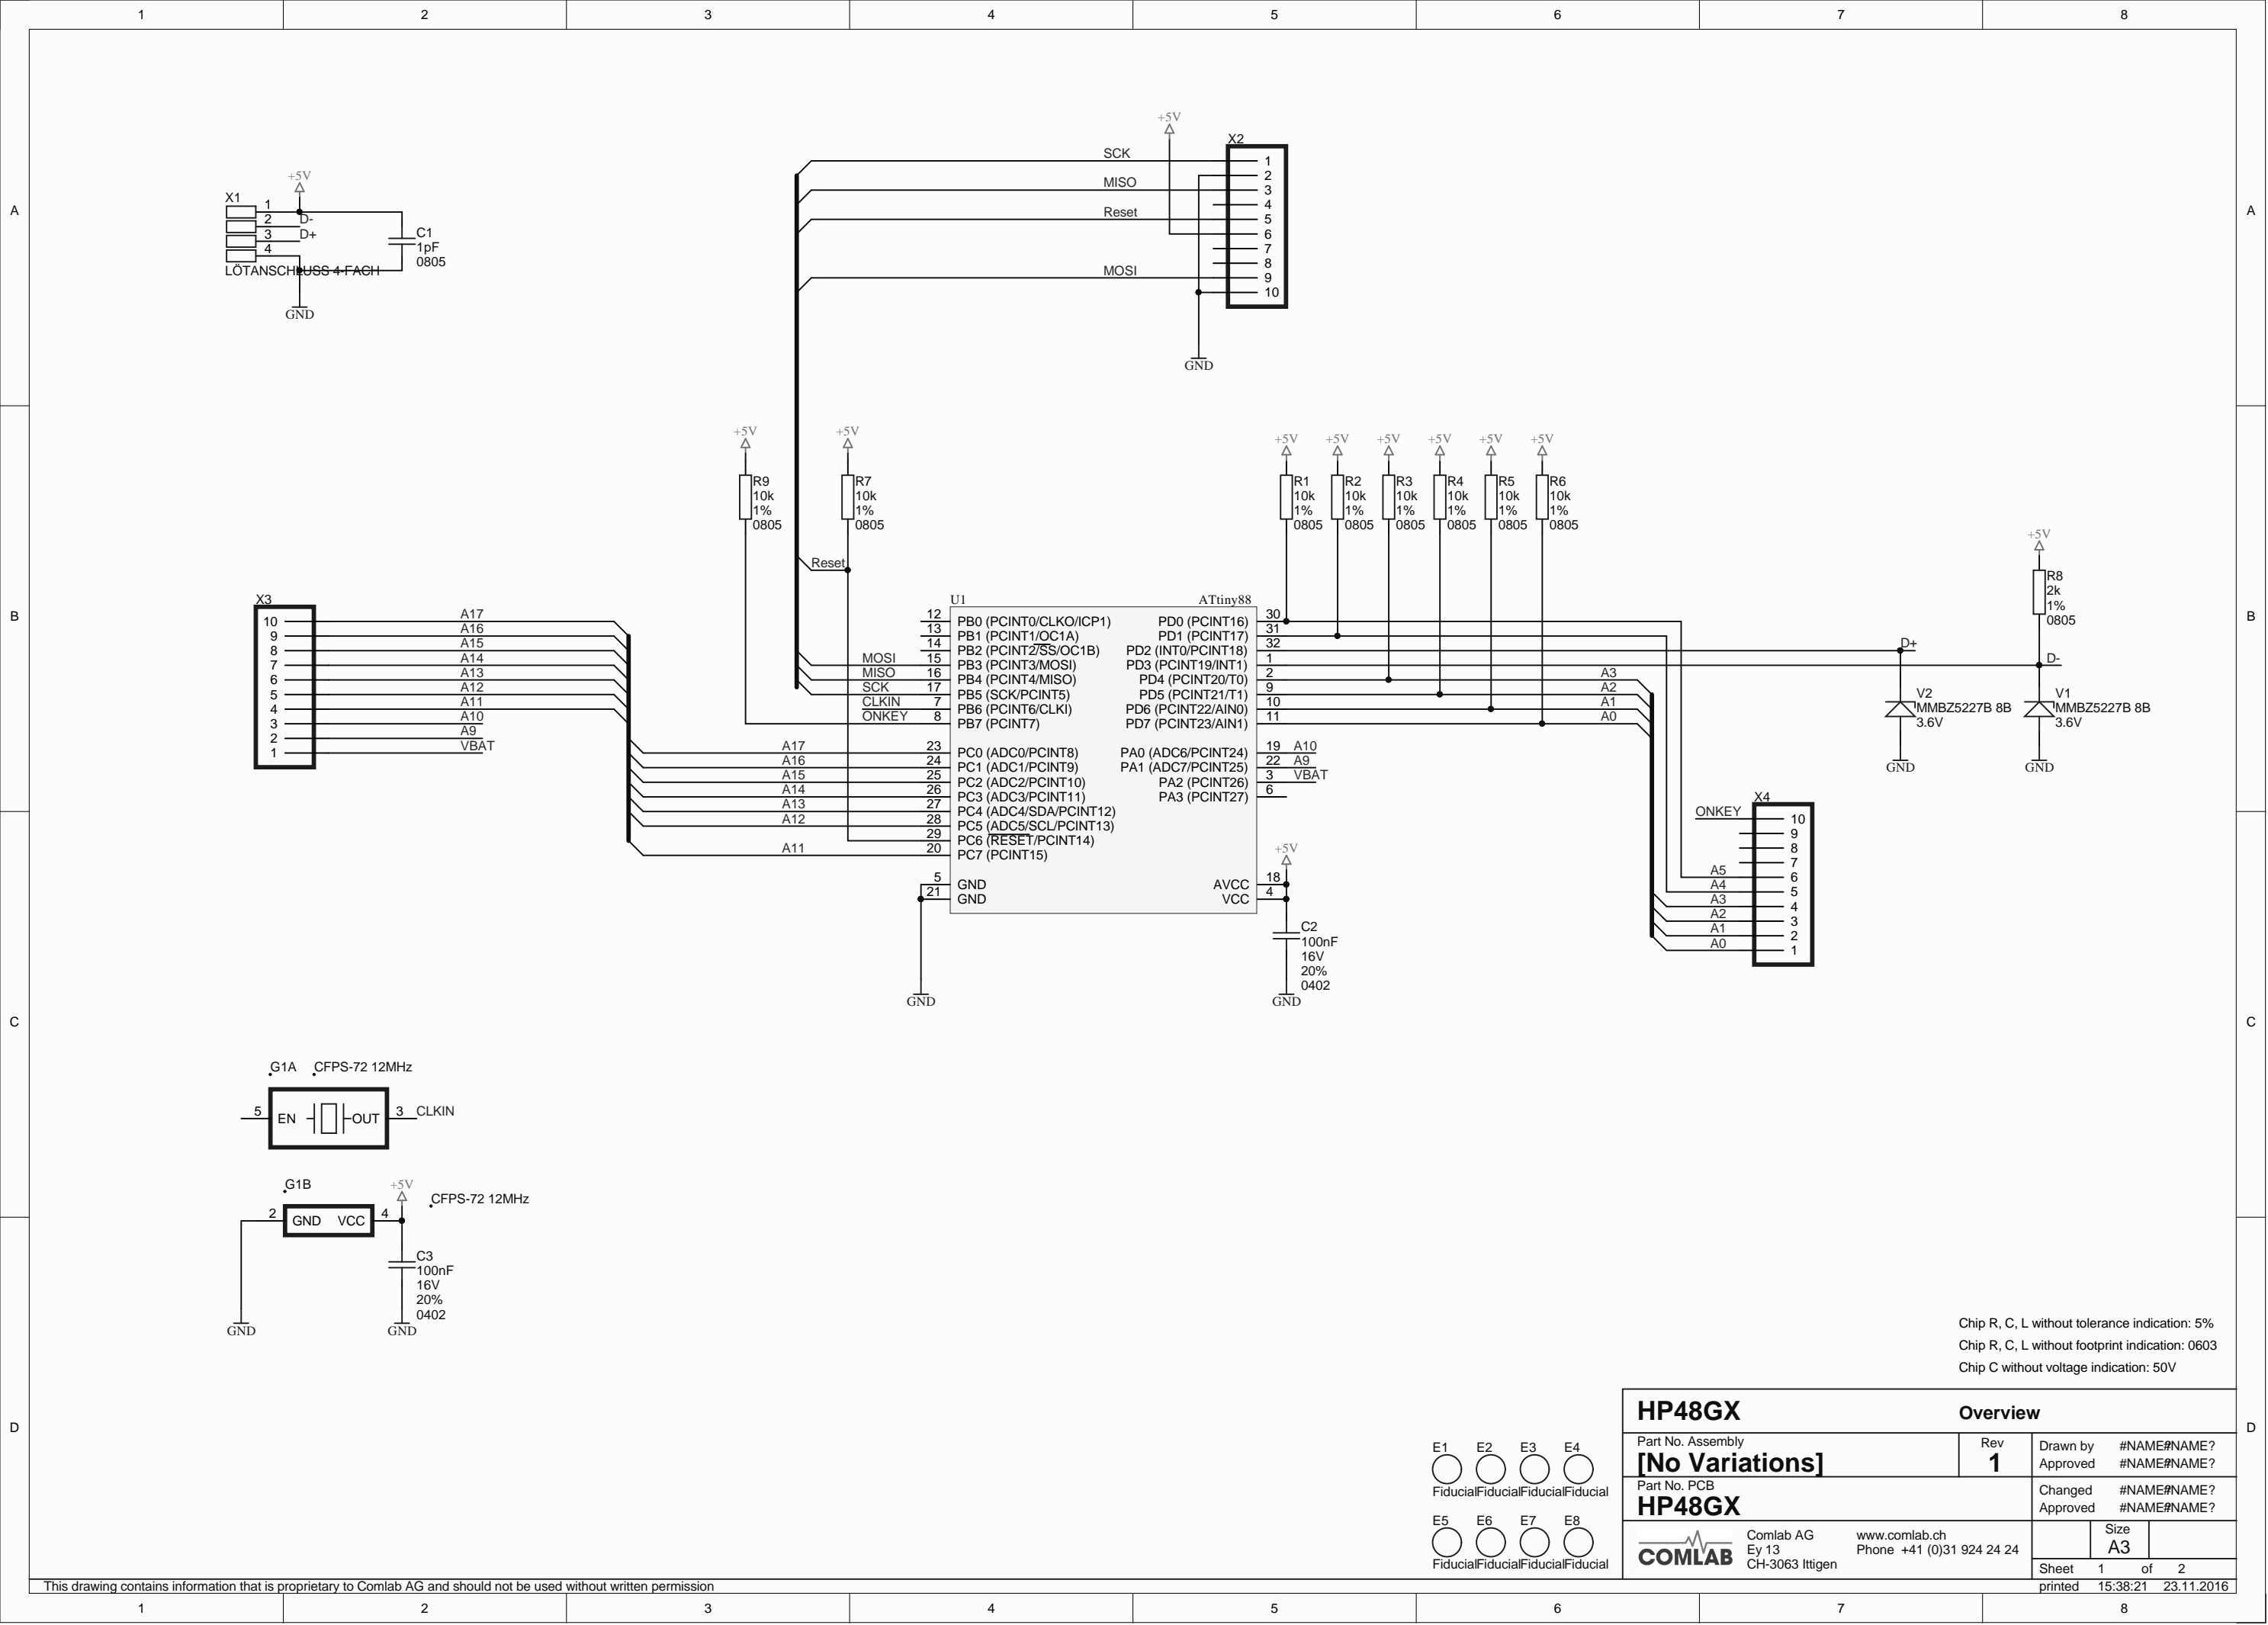 1 2 3 4 5 6 7 8
A A
B B
C C
D D
+5V
X1
1
2 D-
3 D+
4
LÖTANSCHLUSS 4-FACH
C1
1pF
0805
GND
+5V
X2
SCK 1
2
MISO 3
4
Reset 5
6
7
8
MOSI 9
10
GND
+5V
R9
10k
1%
0805
+5V
R7
10k
1%
0805
Reset
+5V
R1
10k
1%
0805
+5V
R2
10k
1%
0805
+5V
R3
10k
1%
0805
+5V
R4
10k
1%
0805
+5V
R5
10k
1%
0805
+5V
R6
10k
1%
0805
+5V
R8
2k
1%
0805
X3
10 A17
9 A16
8 A15
7 A14
6 A13
5 A12
4 A11
3 A10
2 A9
1 VBAT
U1 ATtiny88
12 PB0 (PCINT0/CLKO/ICP1)
13 PB1 (PCINT1/OC1A)
14 PB2 (PCINT2/SS/OC1B)
MOSI 15 PB3 (PCINT3/MOSI)
MISO 16 PB4 (PCINT4/MISO)
SCK 17 PB5 (SCK/PCINT5)
CLKIN 7 PB6 (PCINT6/CLKI)
ONKEY 8 PB7 (PCINT7)
A17 23 PC0 (ADC0/PCINT8)
A16 24 PC1 (ADC1/PCINT9)
A15 25 PC2 (ADC2/PCINT10)
A14 26 PC3 (ADC3/PCINT11)
A13 27 PC4 (ADC4/SDA/PCINT12)
A12 28 PC5 (ADC5/SCL/PCINT13)
29 PC6 (RESET/PCINT14)
A11 20 PC7 (PCINT15)
5 GND
21 GND
GND
PD0 (PCINT16) 30
PD1 (PCINT17) 31
PD2 (INT0/PCINT18) 32
PD3 (PCINT19/INT1) 1
PD4 (PCINT20/T0) 2 A3
PD5 (PCINT21/T1) 9 A2
PD6 (PCINT22/AIN0) 10 A1
PD7 (PCINT23/AIN1) 11 A0
PA0 (ADC6/PCINT24) 19 A10
PA1 (ADC7/PCINT25) 22 A9
PA2 (PCINT26) 3 VBAT
PA3 (PCINT27) 6
+5V
AVCC 18
VCC 4
C2
100nF
16V
20%
0402
GND
D+
V2
MMBZ5227B 8B
3.6V
GND
D-
V1
MMBZ5227B 8B
3.6V
GND
X4
ONKEY 10
9
8
7
A5 6
A4 5
A3 4
A2 3
A1 2
A0 1
G1A CFPS-72 12MHz
5 EN OUT 3 CLKIN
G1B +5V CFPS-72 12MHz
2 GND VCC 4
C3
100nF
16V
20%
0402
GND GND
Chip R, C, L without tolerance indication: 5%
Chip R, C, L without footprint indication: 0603
Chip C without voltage indication: 50V
E1 E2 E3 E4
Fiducial Fiducial Fiducial Fiducial
E5 E6 E7 E8
Fiducial Fiducial Fiducial Fiducial
HP48GX Overview
Part No. Assembly
[No Variations]
Rev
1
Drawn by #NAME? #NAME?
Approved #NAME? #NAME?
Part No. PCB
HP48GX
Changed #NAME? #NAME?
Approved #NAME? #NAME?
COMLAB
Comlab AG www.comlab.ch
Ey 13 Phone +41 (0)31 924 24 24
CH-3063 Ittigen
Size
A3
Sheet 1 of 2
printed 15:38:21 23.11.2016
This drawing contains information that is proprietary to Comlab AG and should not be used without written permission
1 2 3 4 5 6 7 8